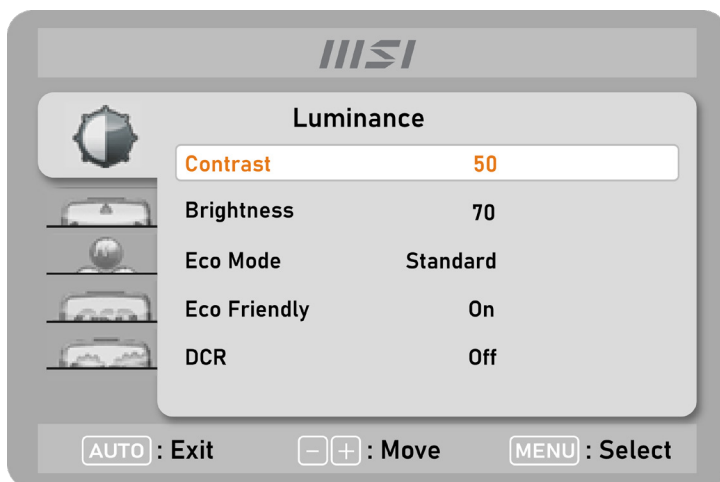 msi
Luminance
Contrast 50
Brightness 70
Eco Mode Standard
Eco Friendly On
DCR Off
AUTO : Exit - + : Move MENU : Select